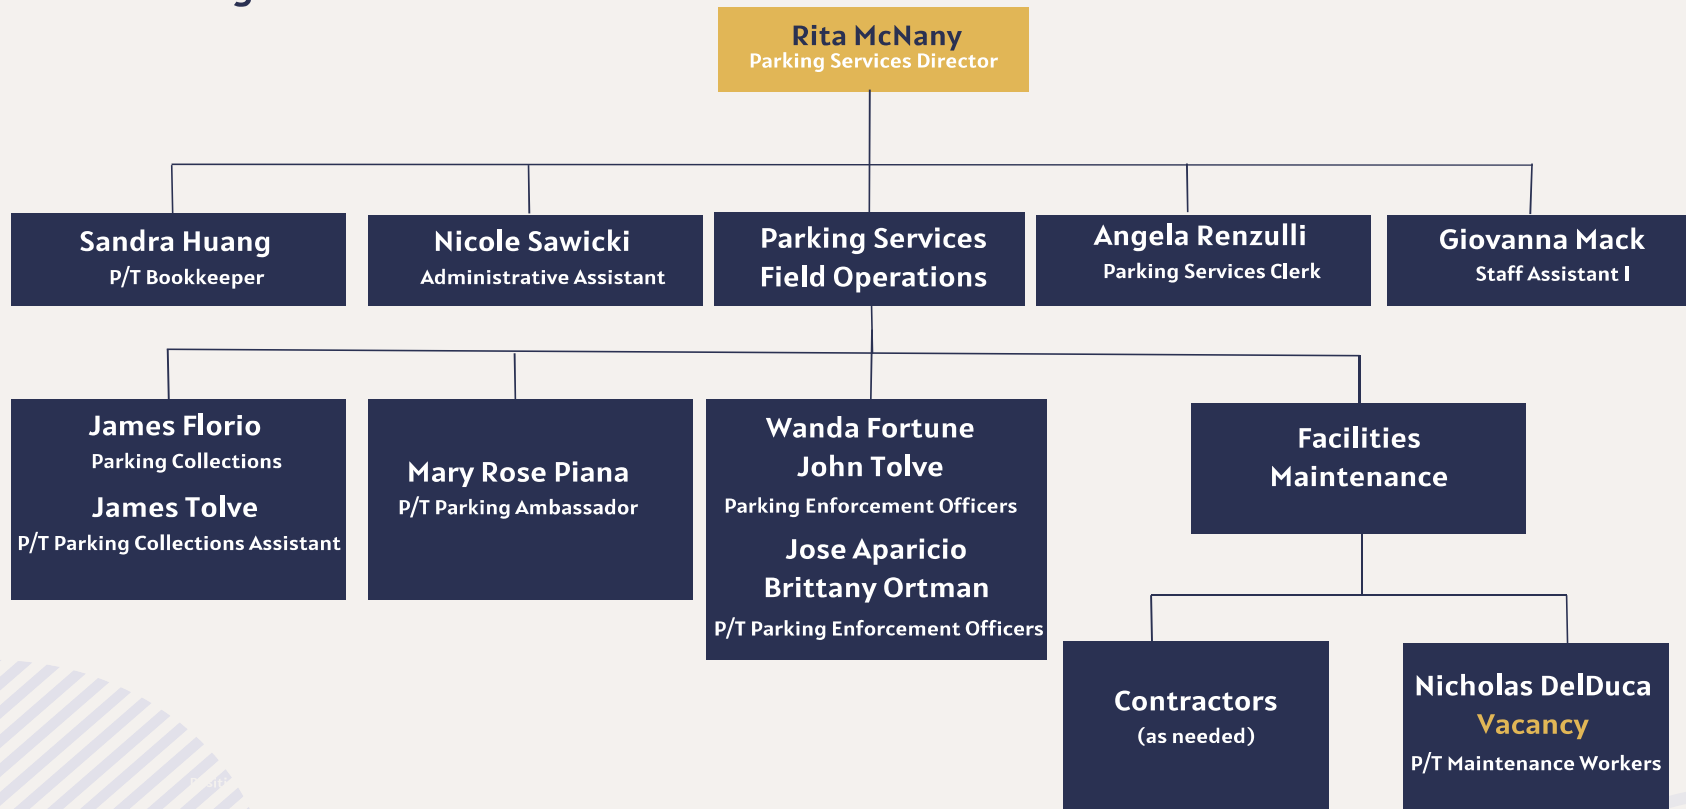 Rita McNany
Parking Services Director
Sandra Huang
P/T Bookkeeper
Nicole Sawicki
Administrative Assistant
Parking Services
Field Operations
Angela Renzulli
Parking Services Clerk
Giovanna Mack
Staff Assistant I
James Florio
Parking Collections
James Tolve
P/T Parking Collections Assistant
Mary Rose Piana
P/T Parking Ambassador
Wanda Fortune
John Tolve
Parking Enforcement Officers
Jose Aparicio
Brittany Ortman
P/T Parking Enforcement Officers
Facilities
Maintenance
Contractors
(as needed)
Nicholas DelDuca
Vacancy
P/T Maintenance Workers